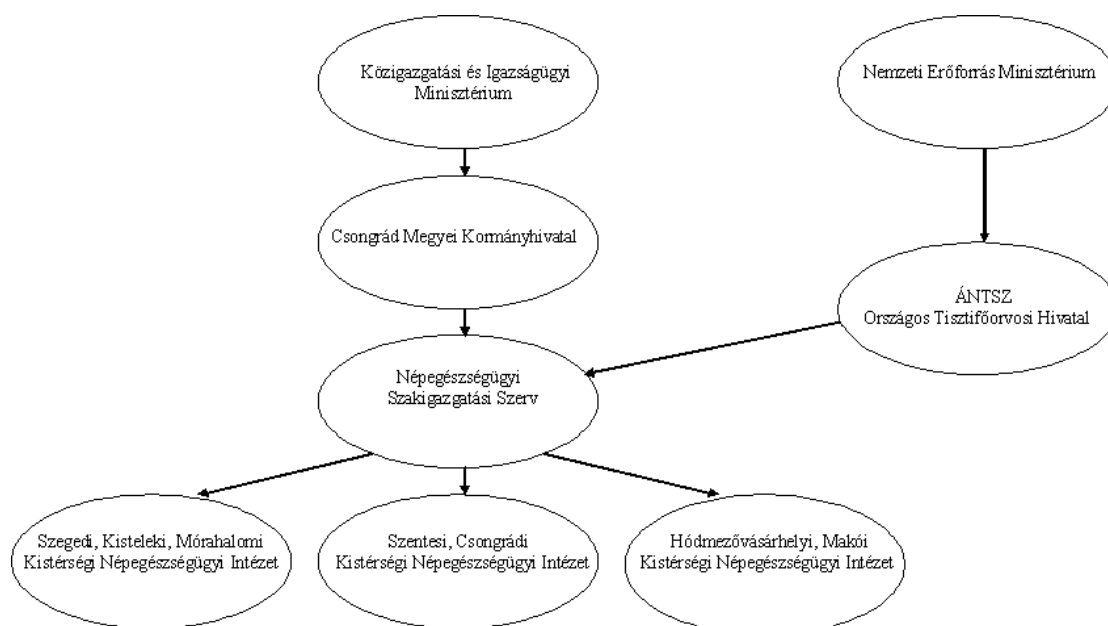 Közigazgatási és Igazságügyi
Minisztérium
Nemzeti Erőforrás Minisztérium
Csongrád Megyei Kormányhivatal
ÁNTSZ
Országos Tisztifőorvosi Hivatal
Népegészségügyi
Szakigazgatási Szerv
Szegedi, Kisteleki, Mórahalomi
Kistérségi Népegészségügyi Intézet
Szentesi, Csongrádi
Kistérségi Népegészségügyi Intézet
Hódmezővásárhelyi, Makói
Kistérségi Népegészségügyi Intézet